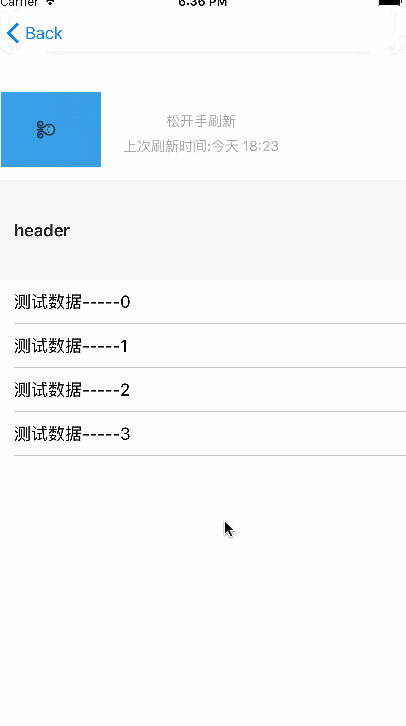 Carrier 6:36 PM
Back
松开手刷新
上次刷新时间:今天 18:23
header
测试数据-----0
测试数据-----1
测试数据-----2
测试数据-----3